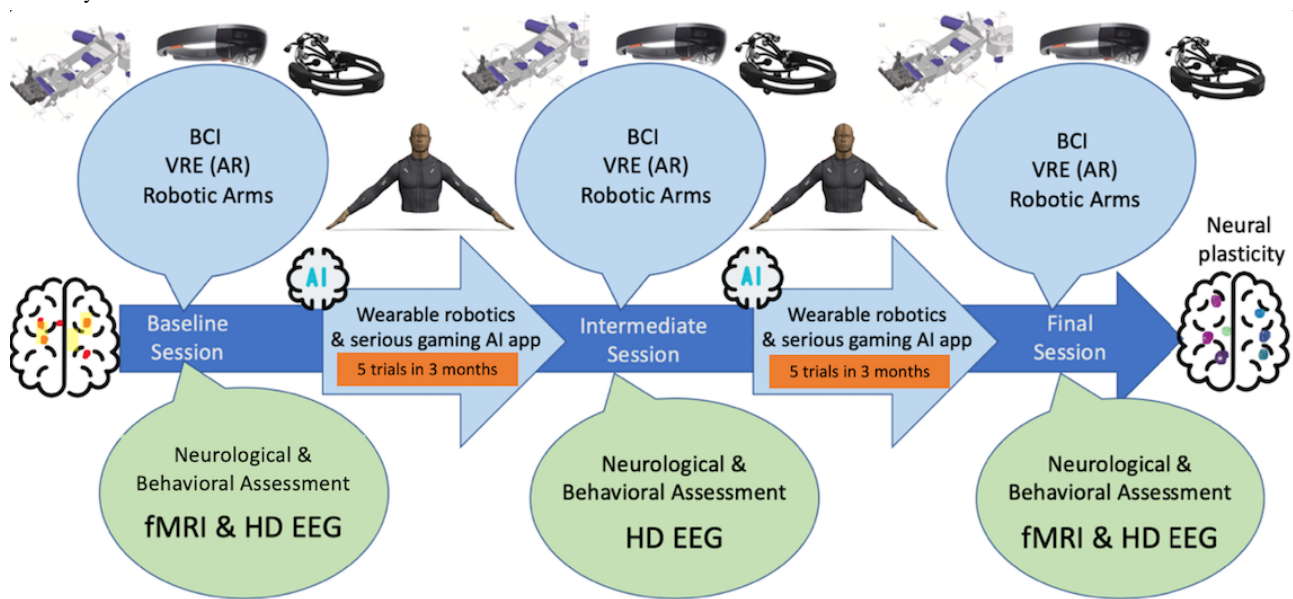 BCI
VRE (AR)
Robotic Arms
BCI
VRE (AR)
Robotic Arms
BCI
VRE (AR)
Robotic Arms
Neural
plasticity
AI
AI
Baseline
Session
Wearable robotics
& serious gaming AI app
5 trials in 3 months
Intermediate
Session
Wearable robotics
& serious gaming AI app
5 trials in 3 months
Final
Session
Neurological &
Behavioral Assessment
fMRI & HD EEG
Neurological &
Behavioral Assessment
HD EEG
Neurological &
Behavioral Assessment
fMRI & HD EEG